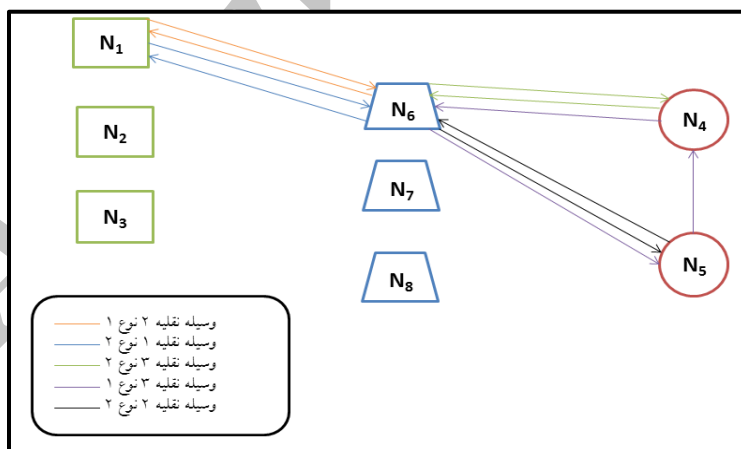 N1
N2
N3
N6
N7
N8
N4
N5
وسیله نقلیه ۲ نوع ۱
وسیله نقلیه ۱ نوع ۲
وسیله نقلیه ۳ نوع ۲
وسیله نقلیه ۳ نوع ۱
وسیله نقلیه ۲ نوع ۲